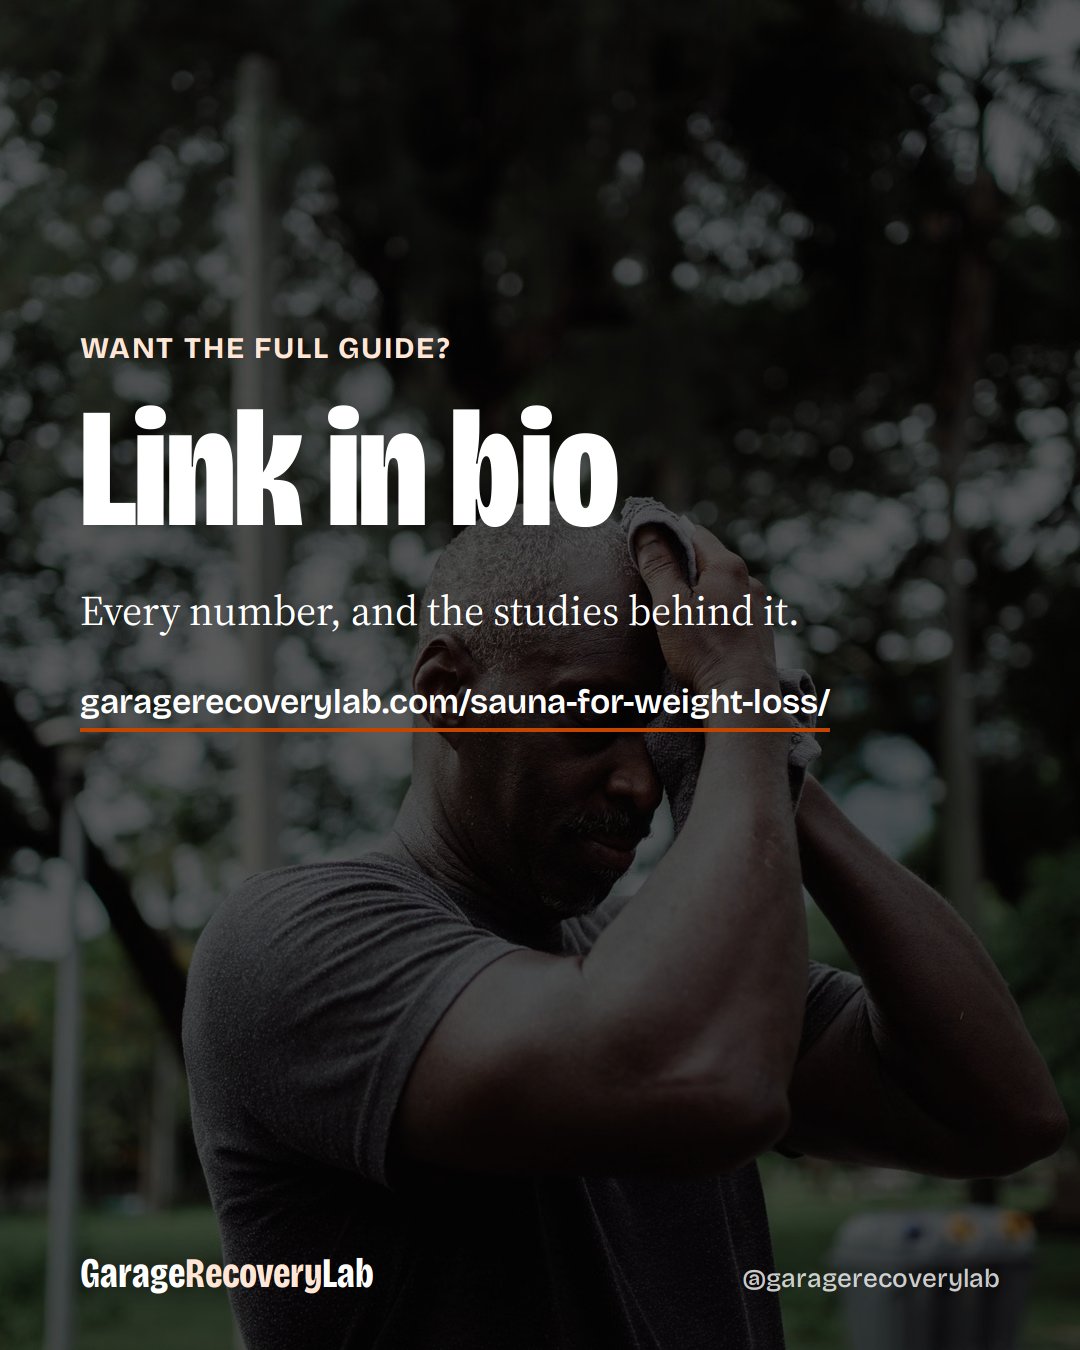 WANT THE FULL GUIDE?
Link in bio
Every number, and the studies behind it.
garagerecoverylab.com/sauna-for-weight-loss/
GarageRecoveryLab
@garagerecoverylab